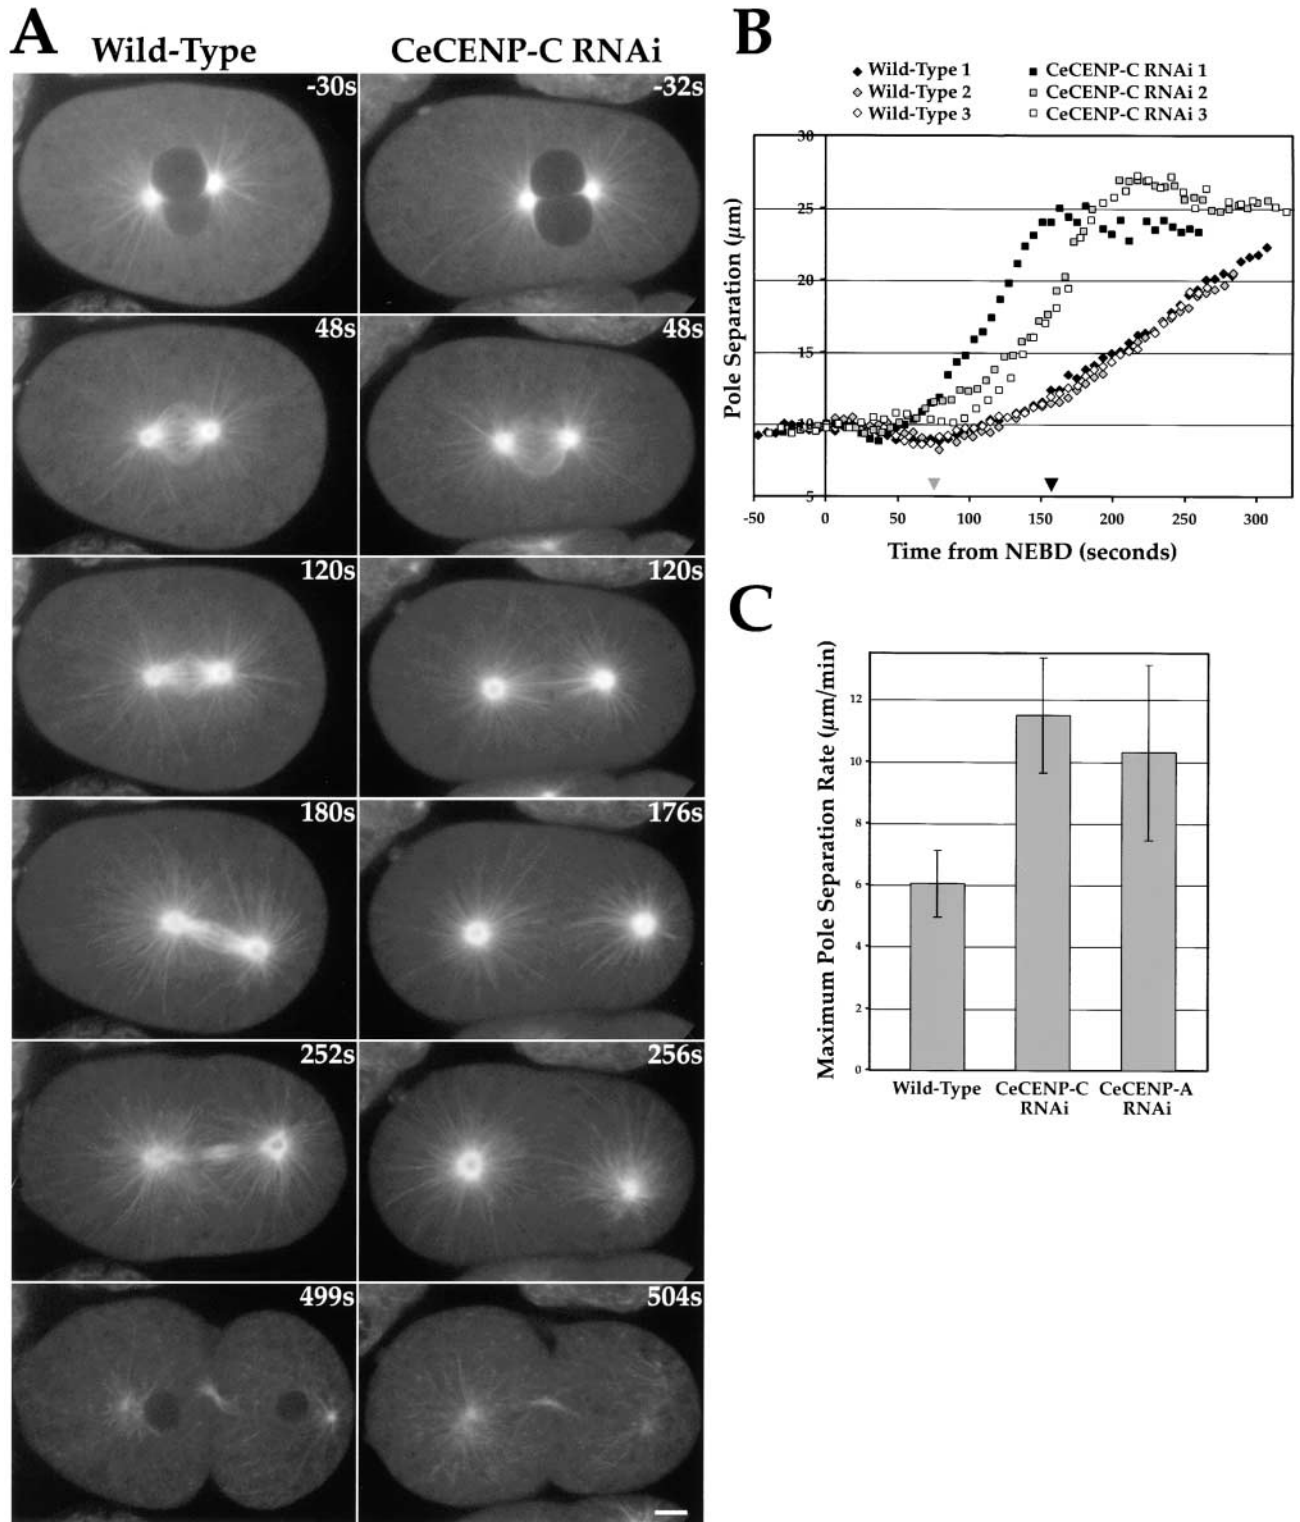 A
Wild-Type
CeCENP-C RNAi
-30s
-32s
48s
48s
120s
120s
180s
176s
252s
256s
499s
504s
B
Wild-Type 1
CeCENP-C RNAi 1
Wild-Type 2
CeCENP-C RNAi 2
Wild-Type 3
CeCENP-C RNAi 3
Pole Separation (μm)
30
25
20
15
10
5
-50
0
50
100
150
200
250
300
Time from NEBD (seconds)
C
Maximum Pole Separation Rate (μm/min)
12
10
8
6
4
2
0
Wild-Type
CeCENP-C
RNAi
CeCENP-A
RNAi